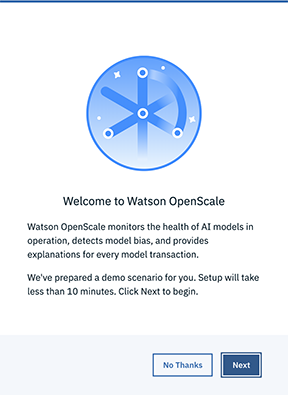 Welcome to Watson OpenScale
Watson OpenScale monitors the health of AI models in
operation, detects model bias, and provides
explanations for every model transaction.
We've prepared a demo scenario for you. Setup will take
less than 10 minutes. Click Next to begin.
No Thanks
Next